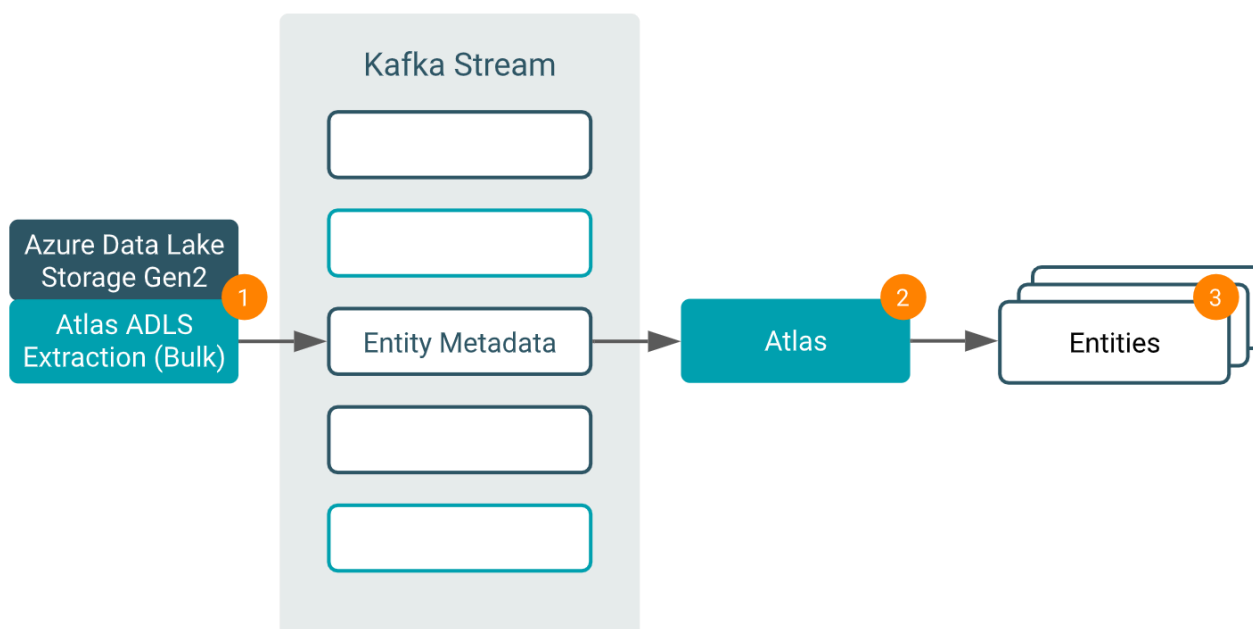 Kafka Stream
Azure Data Lake
Storage Gen2
1
Atlas ADLS
Extraction (Bulk)
Entity Metadata
2
Atlas
3
Entities